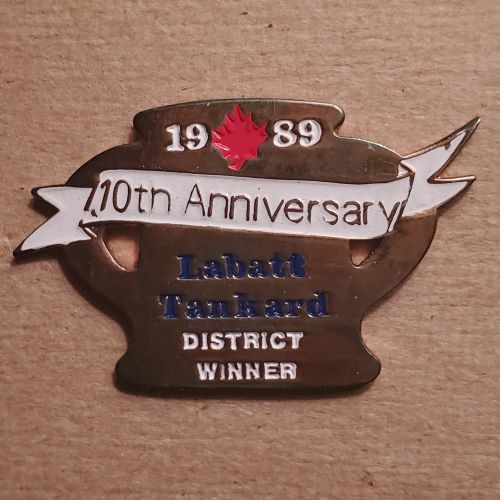 1989
10th Anniversary
Labatt
Tankard
DISTRICT
WINNER